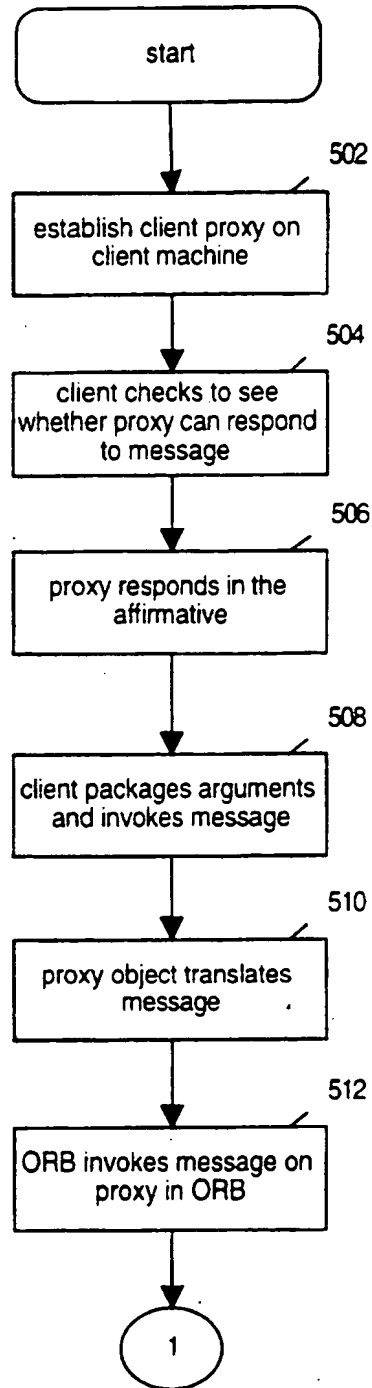 start
502
establish client proxy on
client machine
504
client checks to see
whether proxy can respond
to message
506
proxy responds in the
affirmative
508
client packages arguments
and invokes message
510
proxy object translates
message
512
ORB invokes message on
proxy in ORB
1